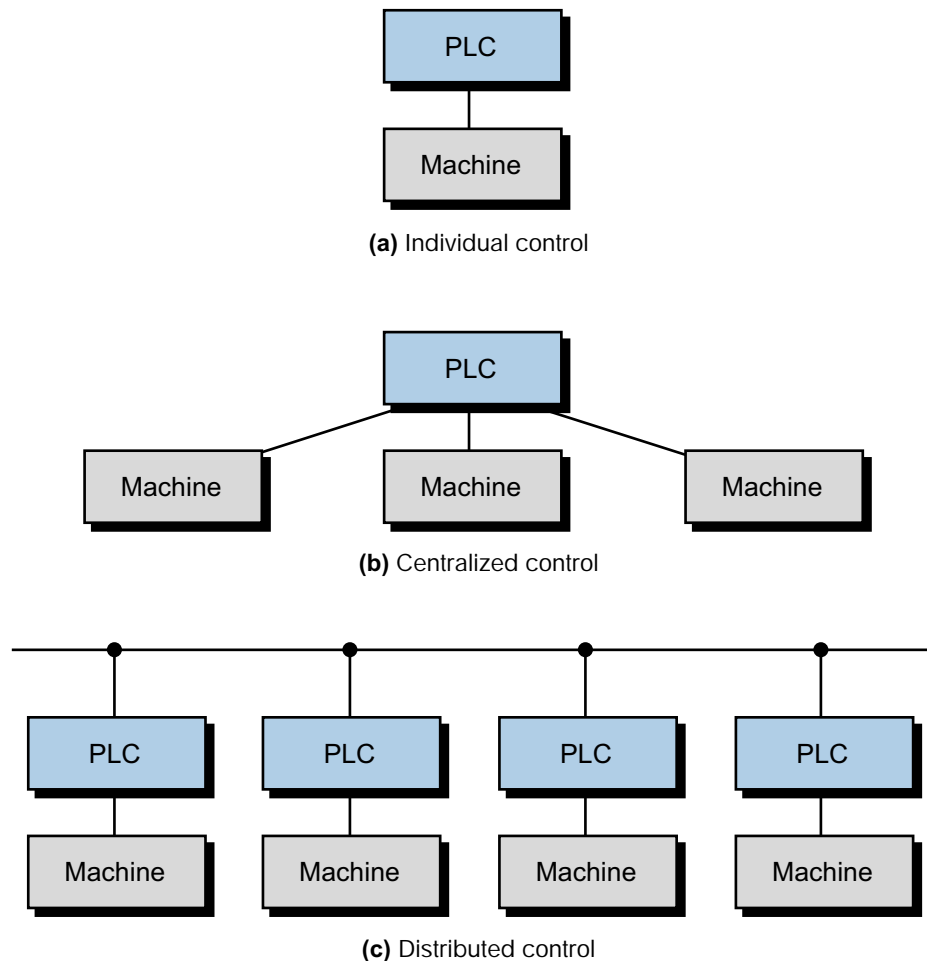 PLC
Machine
(a) Individual control
PLC
Machine Machine Machine
(b) Centralized control
PLC PLC PLC PLC
Machine Machine Machine Machine
(c) Distributed control